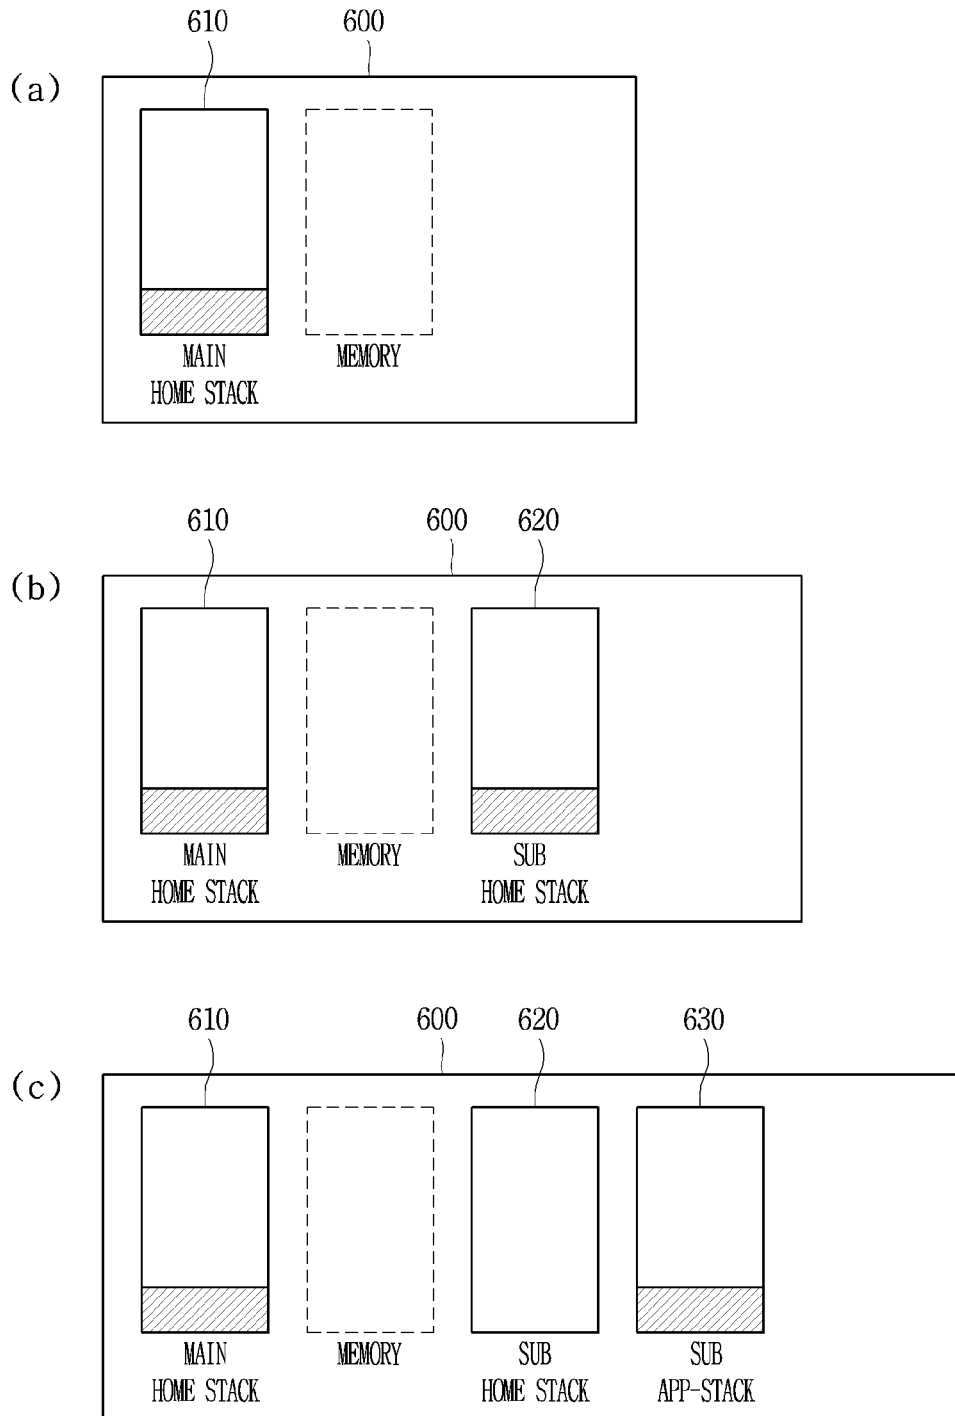 610 600
(a)
MAIN MEMORY
HOME STACK
610 600 620
(b)
MAIN MEMORY SUB
HOME STACK HOME STACK
610 600 620 630
(c)
MAIN MEMORY SUB SUB
HOME STACK HOME STACK APP-STACK